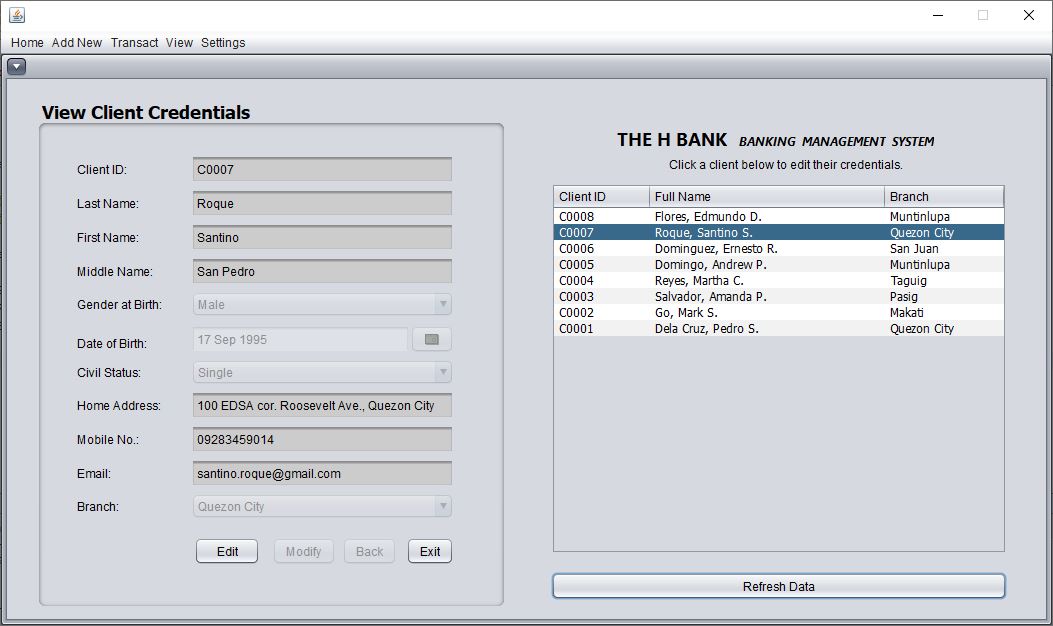 Home Add New Transact View Settings
View Client Credentials
Client ID: C0007
Last Name: Roque
First Name: Santino
Middle Name: San Pedro
Gender at Birth: Male
Date of Birth: 17 Sep 1995
Civil Status: Single
Home Address: 100 EDSA cor. Roosevelt Ave., Quezon City
Mobile No.: 09283459014
Email: santino.roque@gmail.com
Branch: Quezon City
Edit Modify Back Exit
THE H BANK BANKING MANAGEMENT SYSTEM
Click a client below to edit their credentials.
Client ID Full Name Branch
C0008 Flores, Edmundo D. Muntinlupa
C0007 Roque, Santino S. Quezon City
C0006 Dominguez, Ernesto R. San Juan
C0005 Domingo, Andrew P. Muntinlupa
C0004 Reyes, Martha C. Taguig
C0003 Salvador, Amanda P. Pasig
C0002 Go, Mark S. Makati
C0001 Dela Cruz, Pedro S. Quezon City
Refresh Data